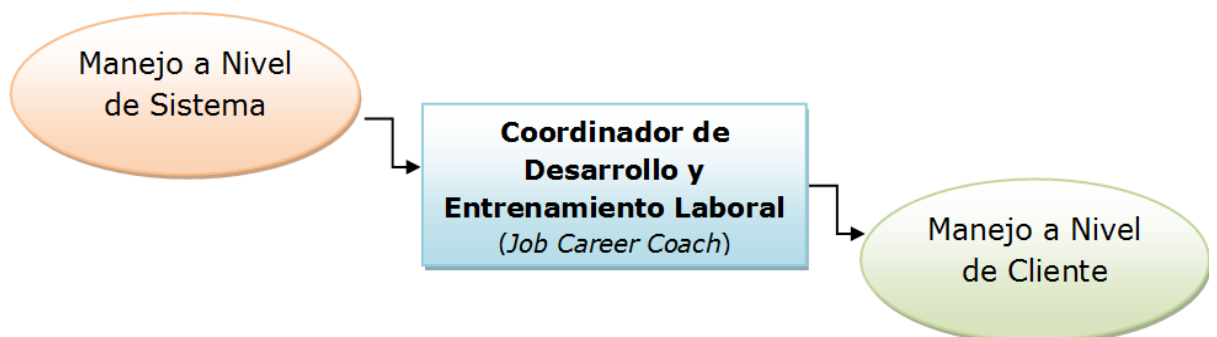 Manejo a Nivel
de Sistema
Coordinador de
Desarrollo y
Entrenamiento Laboral
(Job Career Coach)
Manejo a Nivel
de Cliente